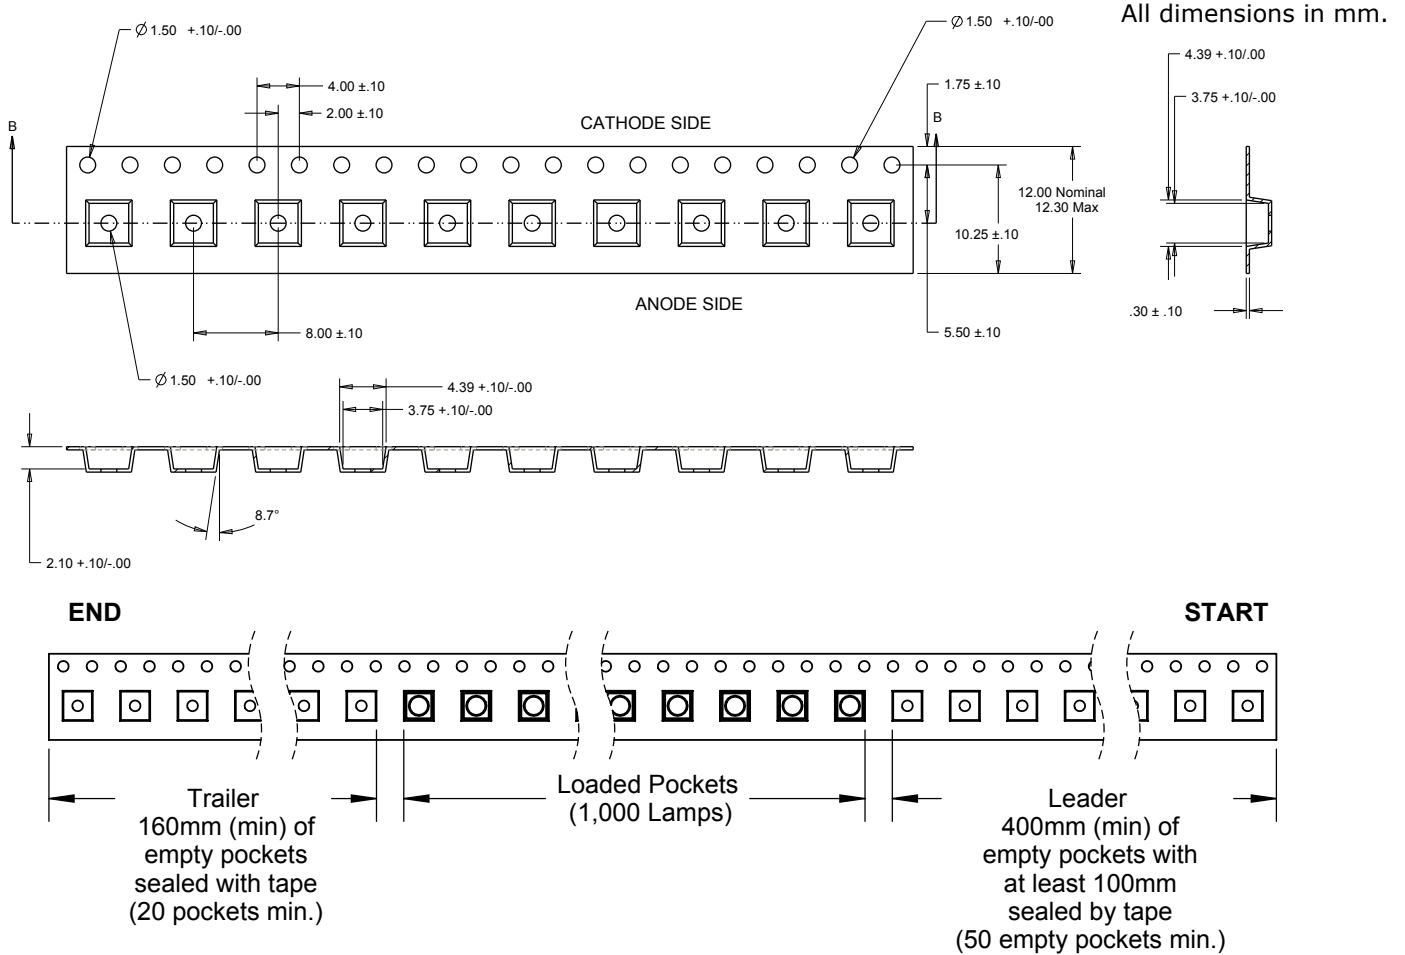 All dimensions in mm.
Ø 1.50 +.10/-.00
Ø 1.50 +.10/-00
4.39 +.10/.00
4.00 ±.10
1.75 ±.10
3.75 +.10/-.00
2.00 ±.10
CATHODE SIDE
B
B
12.00 Nominal
12.30 Max
10.25 ±.10
ANODE SIDE
.30 ± .10
8.00 ±.10
5.50 ±.10
Ø 1.50 +.10/-.00
4.39 +.10/-.00
3.75 +.10/-.00
8.7°
2.10 +.10/-.00
END
START
Trailer
160mm (min) of
empty pockets
sealed with tape
(20 pockets min.)
Loaded Pockets
(1,000 Lamps)
Leader
400mm (min) of
empty pockets with
at least 100mm
sealed by tape
(50 empty pockets min.)